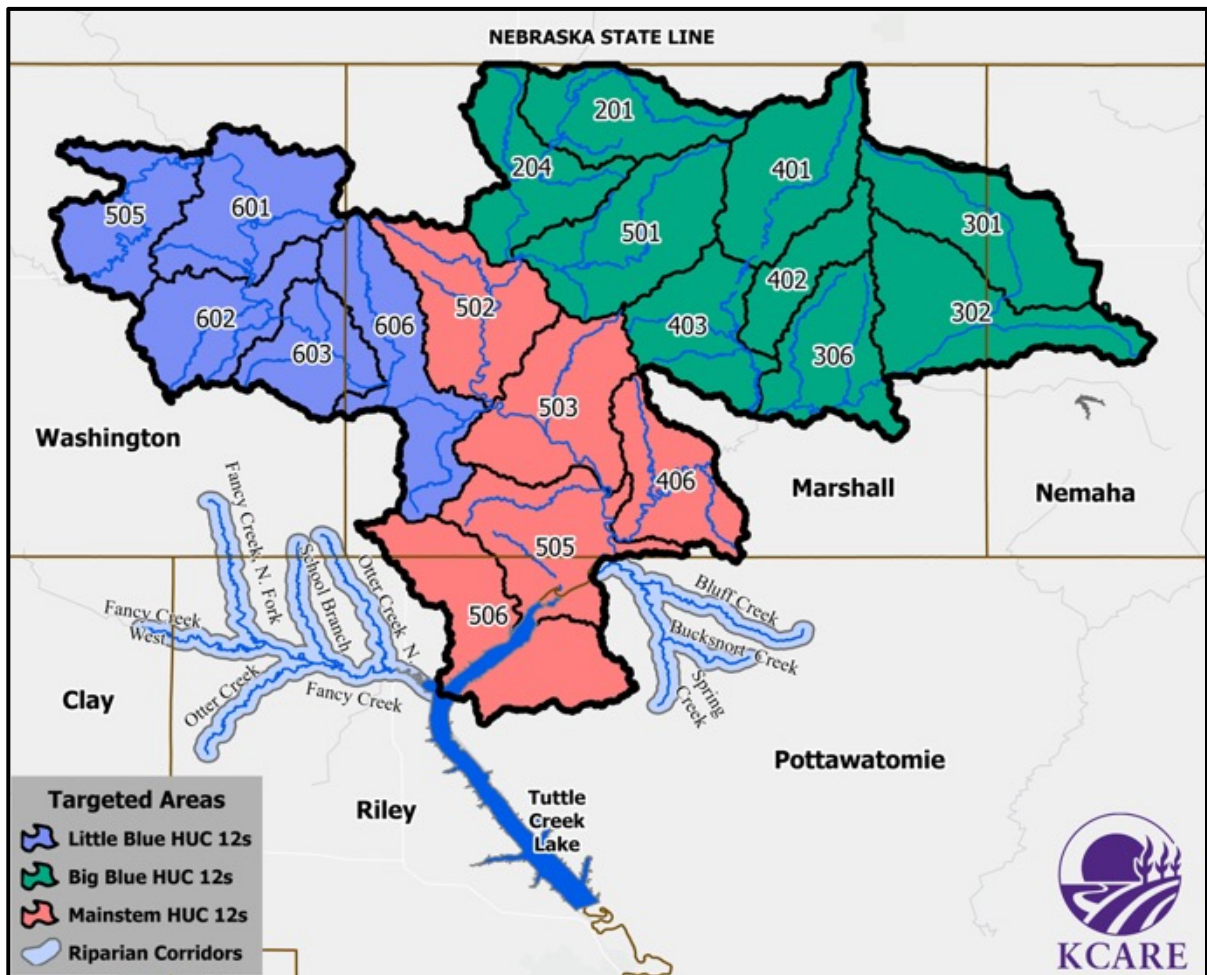 NEBRASKA STATE LINE
201
204
401
505
601
501
301
402
302
502
602
606
403
603
306
503
Washington
406
Marshall
Nemaha
Fancy Creek, N. Fork
School Branch
Otter Creek, N.
505
Bluff Creek
Fancy Creek
West
506
Bucksnort Creek
Spring
Creek
Otter Creek
Fancy Creek
Clay
Pottawatomie
Riley
Tuttle
Creek
Lake
Targeted Areas
Little Blue HUC 12s
Big Blue HUC 12s
Mainstem HUC 12s
Riparian Corridors
KCARE